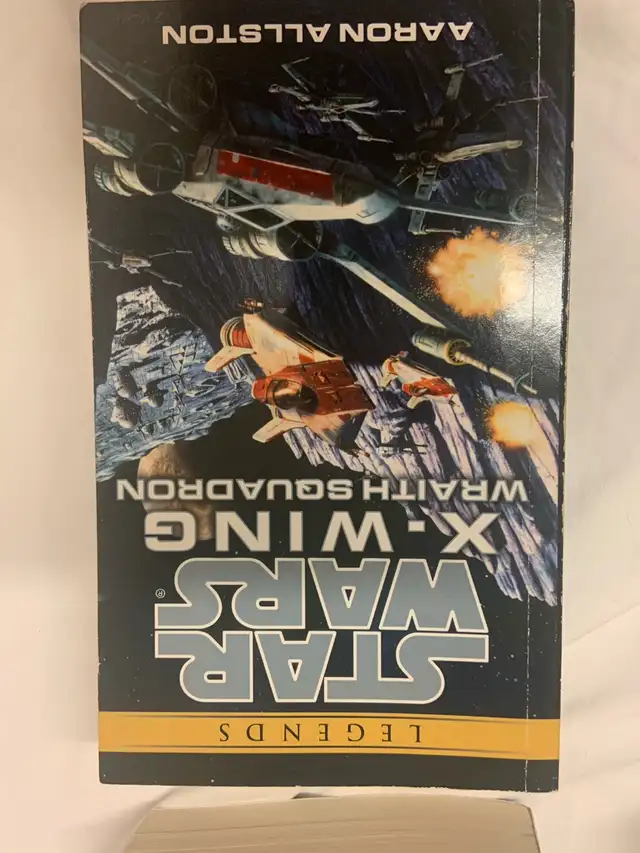 LEGENDS
STAR
WARS®
X-WING
WRAITH SQUADRON
AARON ALLSTON